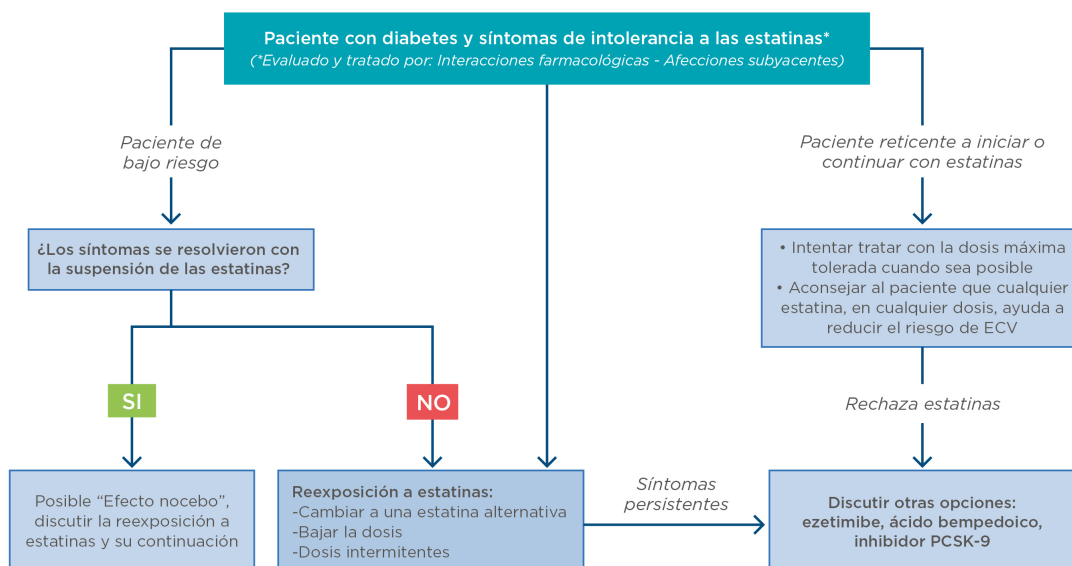 Paciente con diabetes y síntomas de intolerancia a las estatinas*
(*Evaluado y tratado por: Interacciones farmacológicas - Afecciones subyacentes)
Paciente de
bajo riesgo
Paciente reticente a iniciar o
continuar con estatinas
¿Los síntomas se resolvieron con
la suspensión de las estatinas?
• Intentar tratar con la dosis máxima
tolerada cuando sea posible
• Aconsejar al paciente que cualquier
estatina, en cualquier dosis, ayuda a
reducir el riesgo de ECV
SI
NO
Rechaza estatinas
Posible “Efecto nocebo”,
discutir la reexposición a
estatinas y su continuación
Reexposición a estatinas:
-Cambiar a una estatina alternativa
-Bajar la dosis
-Dosis intermitentes
Síntomas
persistentes
Discutir otras opciones:
ezetimibe, ácido bempedoico,
inhibidor PCSK-9